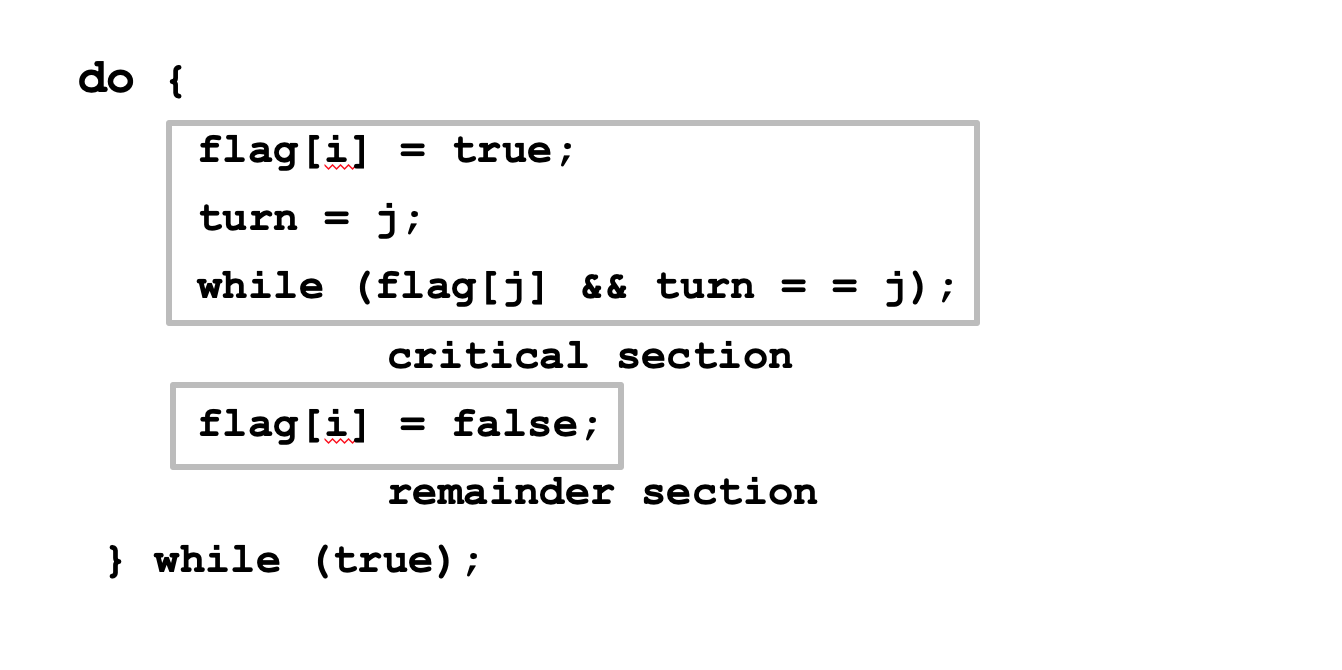 do {
flag[i] = true;
turn = j;
while (flag[j] && turn = = j);
critical section
flag[i] = false;
remainder section
} while (true);